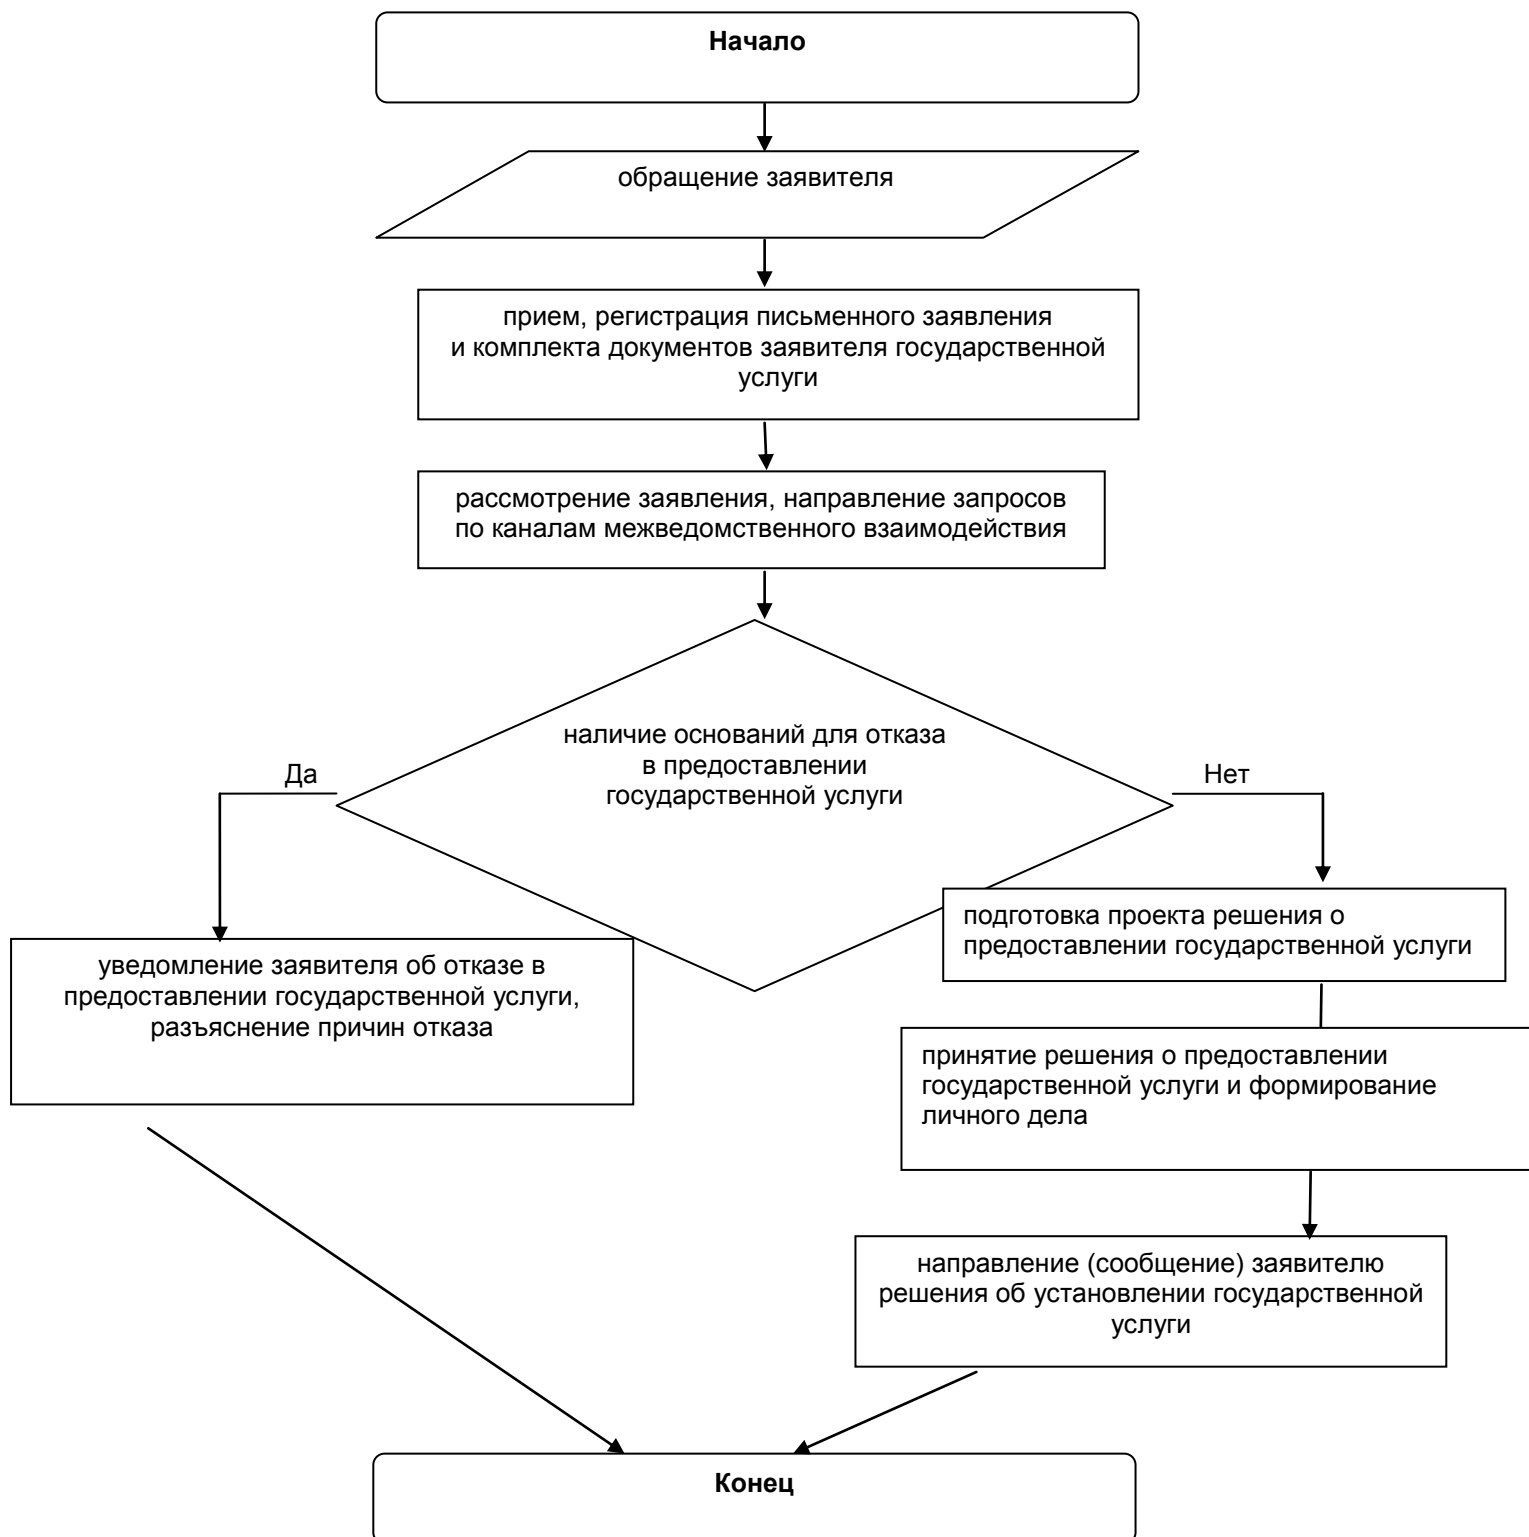 Начало
обращение заявителя
прием, регистрация письменного заявления
и комплекта документов заявителя государственной
услуги
рассмотрение заявления, направление запросов
по каналам межведомственного взаимодействия
наличие оснований для отказа
в предоставлении
государственной услуги
Да
Нет
уведомление заявителя об отказе в
предоставлении государственной услуги,
разъяснение причин отказа
подготовка проекта решения о
предоставлении государственной услуги
принятие решения о предоставлении
государственной услуги и формирование
личного дела
направление (сообщение) заявителю
решения об установлении государственной
услуги
Конец